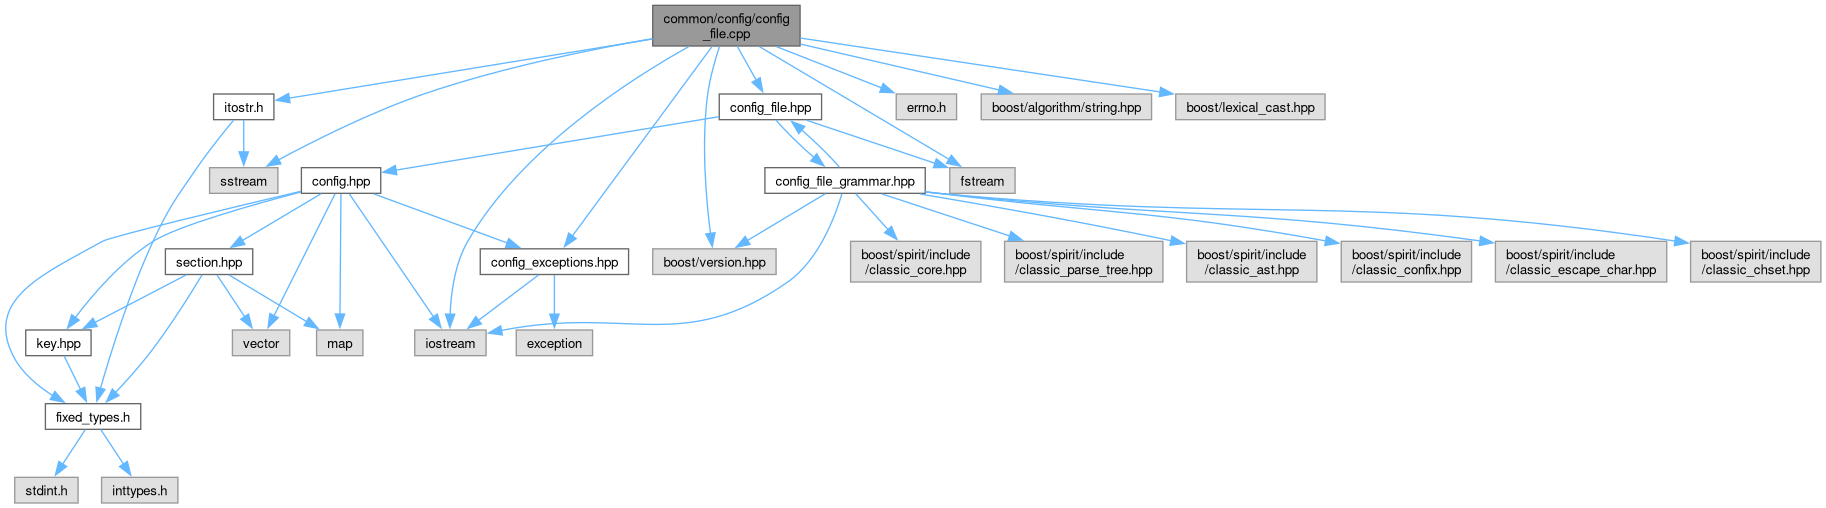 common/config/config
_file.cpp
itostr.h
config_file.hpp
errno.h
boost/algorithm/string.hpp
boost/lexical_cast.hpp
sstream
config.hpp
config_file_grammar.hpp
fstream
section.hpp
config_exceptions.hpp
boost/version.hpp
boost/spirit/include
/classic_core.hpp
boost/spirit/include
/classic_parse_tree.hpp
boost/spirit/include
/classic_ast.hpp
boost/spirit/include
/classic_confix.hpp
boost/spirit/include
/classic_escape_char.hpp
boost/spirit/include
/classic_chset.hpp
key.hpp
vector
map
iostream
exception
fixed_types.h
stdint.h
inttypes.h